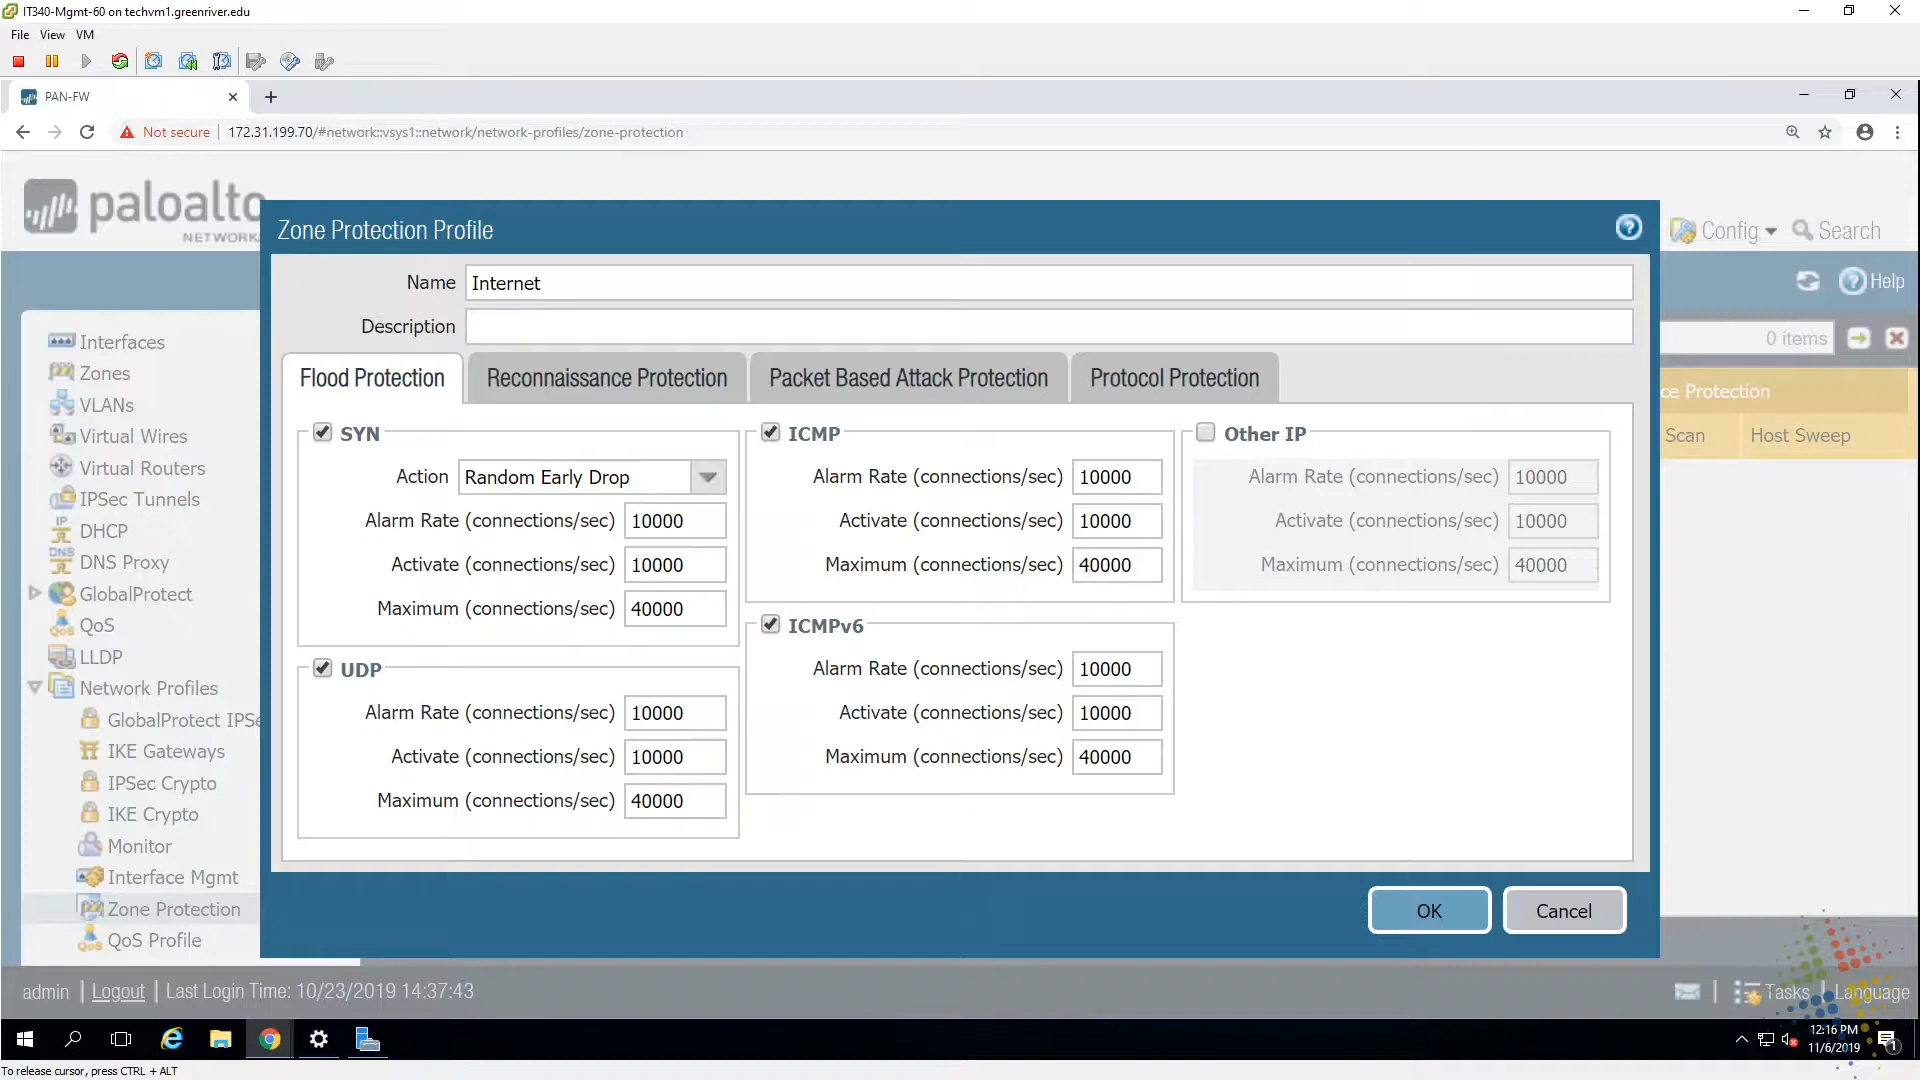 IT340-Mgmt-60 on techvm1.greenriver.edu
File View VM
PAN-FW
Not secure 172.31.199.70/#network::vsys1::network/network-profiles/zone-protection
paloalto
NETWORK
Config
Search
Help
0 items
ce Protection
Scan
Host Sweep
Interfaces
Zones
VLANs
Virtual Wires
Virtual Routers
IPSec Tunnels
DHCP
DNS Proxy
GlobalProtect
QoS
LLDP
Network Profiles
GlobalProtect IPSe
IKE Gateways
IPSec Crypto
IKE Crypto
Monitor
Interface Mgmt
Zone Protection
QoS Profile
Zone Protection Profile
Name Internet
Description
Flood Protection
Reconnaissance Protection
Packet Based Attack Protection
Protocol Protection
SYN
Action Random Early Drop
Alarm Rate (connections/sec) 10000
Activate (connections/sec) 10000
Maximum (connections/sec) 40000
UDP
Alarm Rate (connections/sec) 10000
Activate (connections/sec) 10000
Maximum (connections/sec) 40000
ICMP
Alarm Rate (connections/sec) 10000
Activate (connections/sec) 10000
Maximum (connections/sec) 40000
ICMPv6
Alarm Rate (connections/sec) 10000
Activate (connections/sec) 10000
Maximum (connections/sec) 40000
Other IP
Alarm Rate (connections/sec) 10000
Activate (connections/sec) 10000
Maximum (connections/sec) 40000
OK
Cancel
admin | Logout | Last Login Time: 10/23/2019 14:37:43
Tasks | Language
12:16 PM
11/6/2019
1
To release cursor, press CTRL + ALT